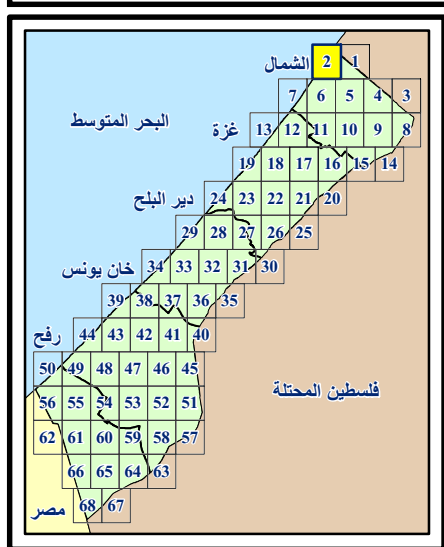 الشمال 2 1
7 6 5 4 3
البحر المتوسط
غزة 13 12 11 10 9 8
19 18 17 16 15 14
دير البلح 24 23 22 21 20
29 28 27 26 25
خان يونس 34 33 32 31 30
39 38 37 36 35
رفح 44 43 42 41 40
50 49 48 47 46 45
فلسطين المحتلة
56 55 54 53 52 51
62 61 60 59 58 57
66 65 64 63
مصر 68 67